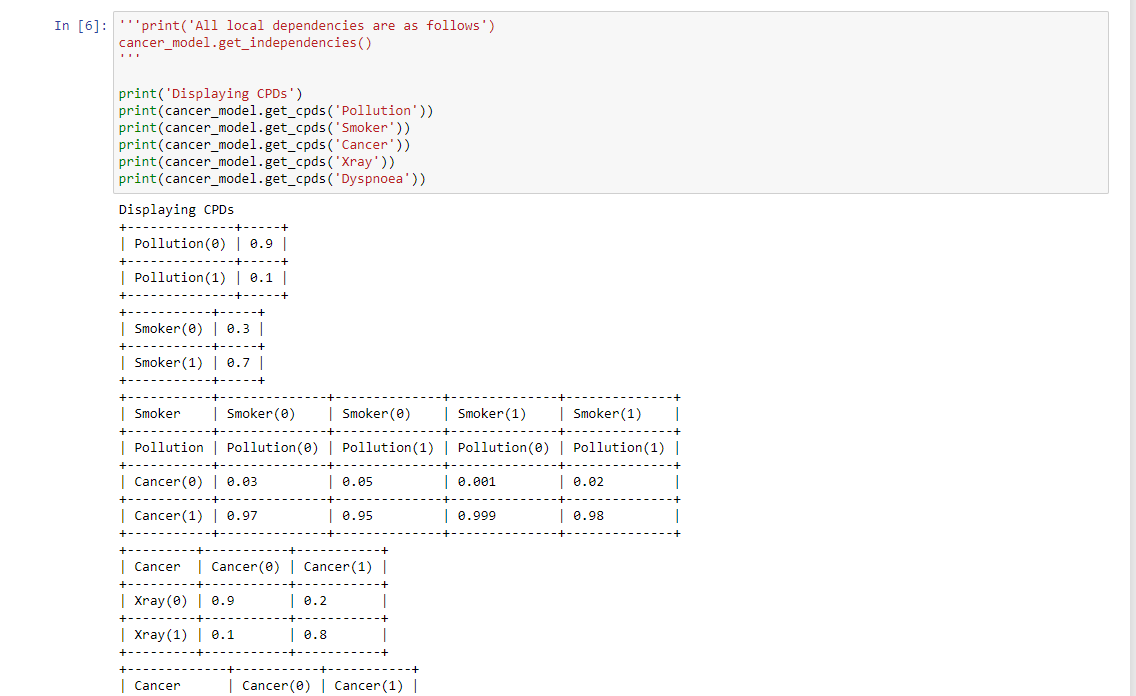 In [6]: '''print('All local dependencies are as follows')
cancer_model.get_independencies()
'''
print('Displaying CPDs')
print(cancer_model.get_cpds('Pollution'))
print(cancer_model.get_cpds('Smoker'))
print(cancer_model.get_cpds('Cancer'))
print(cancer_model.get_cpds('Xray'))
print(cancer_model.get_cpds('Dyspnoea'))
Displaying CPDs
+--------------+-----+
| Pollution(0) | 0.9 |
+--------------+-----+
| Pollution(1) | 0.1 |
+--------------+-----+
+-----------+-----+
| Smoker(0) | 0.3 |
+-----------+-----+
| Smoker(1) | 0.7 |
+-----------+-----+
+-----------+--------------+--------------+--------------+--------------+
| Smoker    | Smoker(0)    | Smoker(0)    | Smoker(1)    | Smoker(1)    |
+-----------+--------------+--------------+--------------+--------------+
| Pollution | Pollution(0) | Pollution(1) | Pollution(0) | Pollution(1) |
+-----------+--------------+--------------+--------------+--------------+
| Cancer(0) | 0.03         | 0.05         | 0.001        | 0.02         |
+-----------+--------------+--------------+--------------+--------------+
| Cancer(1) | 0.97         | 0.95         | 0.999        | 0.98         |
+-----------+--------------+--------------+--------------+--------------+
+---------+-----------+-----------+
| Cancer  | Cancer(0) | Cancer(1) |
+---------+-----------+-----------+
| Xray(0) | 0.9       | 0.2       |
+---------+-----------+-----------+
| Xray(1) | 0.1       | 0.8       |
+---------+-----------+-----------+
+-------------+-----------+-----------+
| Cancer      | Cancer(0) | Cancer(1) |